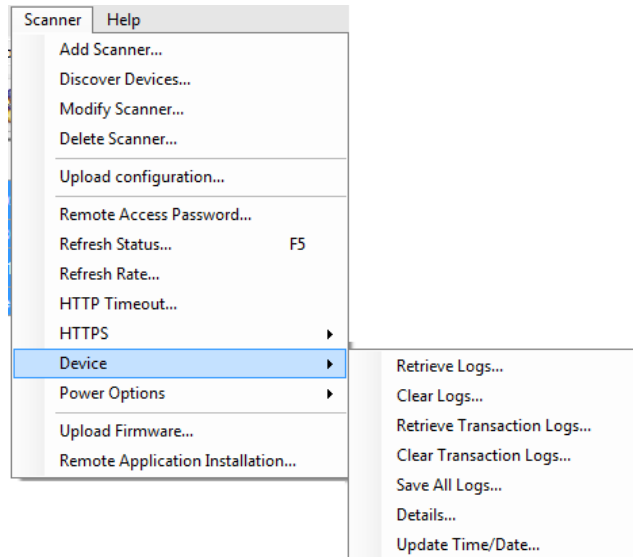 Scanner Help
Add Scanner...
Discover Devices...
Modify Scanner...
Delete Scanner...
Upload configuration...
Remote Access Password...
Refresh Status... F5
Refresh Rate...
HTTP Timeout...
HTTPS
Device
Power Options
Upload Firmware...
Remote Application Installation...
Retrieve Logs...
Clear Logs...
Retrieve Transaction Logs...
Clear Transaction Logs...
Save All Logs...
Details...
Update Time/Date...